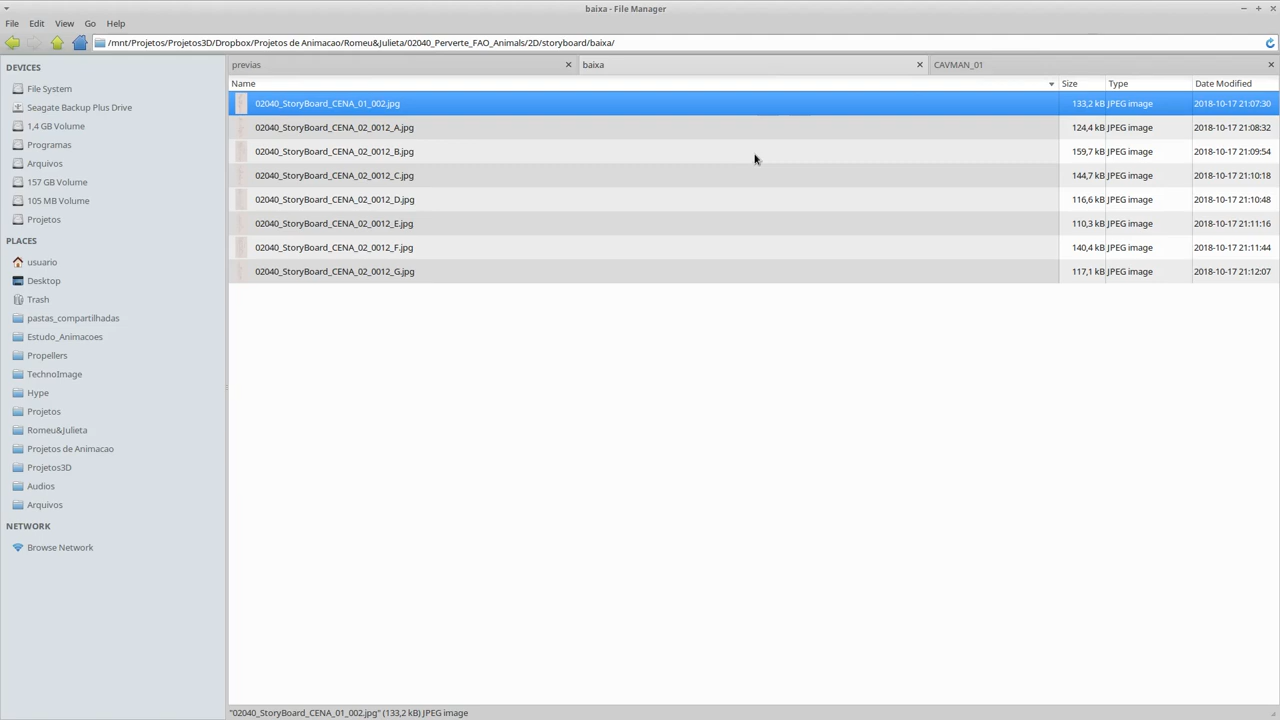 baixa - File Manager
File Edit View Go Help
/mnt/Projetos/Projetos3D/Dropbox/Projetos de Animacao/Romeu&Julieta/02040_Perverte_FAO_Animals/2D/storyboard/baixa/
DEVICES
File System
Seagate Backup Plus Drive
1,4 GB Volume
Programas
Arquivos
157 GB Volume
105 MB Volume
Projetos
PLACES
usuario
Desktop
Trash
pastas_compartilhadas
Estudo_Animacoes
Propellers
TechnoImage
Hype
Projetos
Romeu&Julieta
Projetos de Animacao
Projetos3D
Audios
Arquivos
NETWORK
Browse Network
previas baixa CAVMAN_01
Name Size Type Date Modified
02040_StoryBoard_CENA_01_002.jpg 133,2 kB JPEG image 2018-10-17 21:07:30
02040_StoryBoard_CENA_02_0012_A.jpg 124,4 kB JPEG image 2018-10-17 21:08:32
02040_StoryBoard_CENA_02_0012_B.jpg 159,7 kB JPEG image 2018-10-17 21:09:54
02040_StoryBoard_CENA_02_0012_C.jpg 144,7 kB JPEG image 2018-10-17 21:10:18
02040_StoryBoard_CENA_02_0012_D.jpg 116,6 kB JPEG image 2018-10-17 21:10:48
02040_StoryBoard_CENA_02_0012_E.jpg 110,3 kB JPEG image 2018-10-17 21:11:16
02040_StoryBoard_CENA_02_0012_F.jpg 140,4 kB JPEG image 2018-10-17 21:11:44
02040_StoryBoard_CENA_02_0012_G.jpg 117,1 kB JPEG image 2018-10-17 21:12:07
"02040_StoryBoard_CENA_01_002.jpg" (133,2 kB) JPEG image